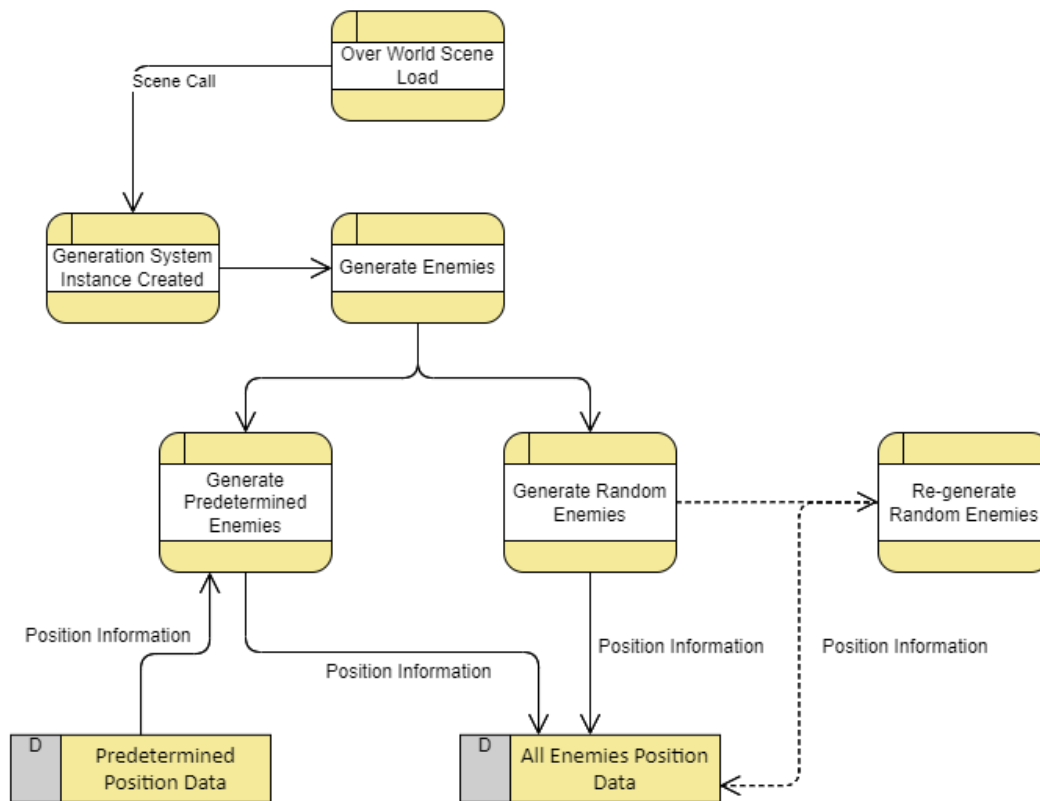 Over World Scene
Load
Scene Call
Generation System
Instance Created
Generate Enemies
Generate
Predetermined
Enemies
Generate Random
Enemies
Re-generate
Random Enemies
Position Information
Position Information
Position Information
Position Information
D
Predetermined
Position Data
D
All Enemies Position
Data